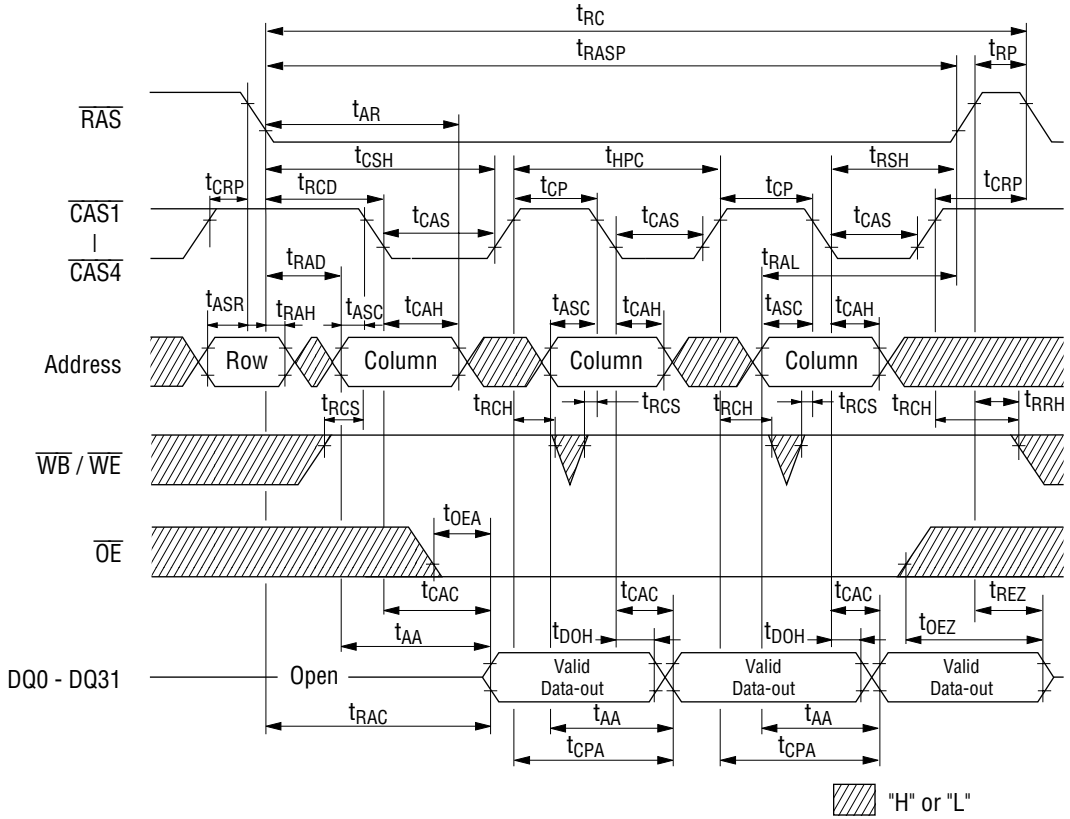 tRC
tRASP
tRP
RAS
tAR
tCSH
tHPC
tRSH
tCRP
tRCD
tCP
tCP
tCRP
CAS1
tCAS
tCAS
tCAS
CAS4
tRAD
tRAL
tASR
tRAH
tASC
tCAH
tASC
tCAH
tASC
tCAH
Address
Row
Column
Column
Column
tRCS
tRCH
tRCS
tRCH
tRCS
tRCH
tRRH
WB / WE
tOEA
OE
tCAC
tCAC
tCAC
tREZ
tAA
tDOH
tDOH
tOEZ
DQ0 - DQ31
Open
Valid
Data-out
Valid
Data-out
Valid
Data-out
tRAC
tAA
tAA
tCPA
tCPA
"H" or "L"